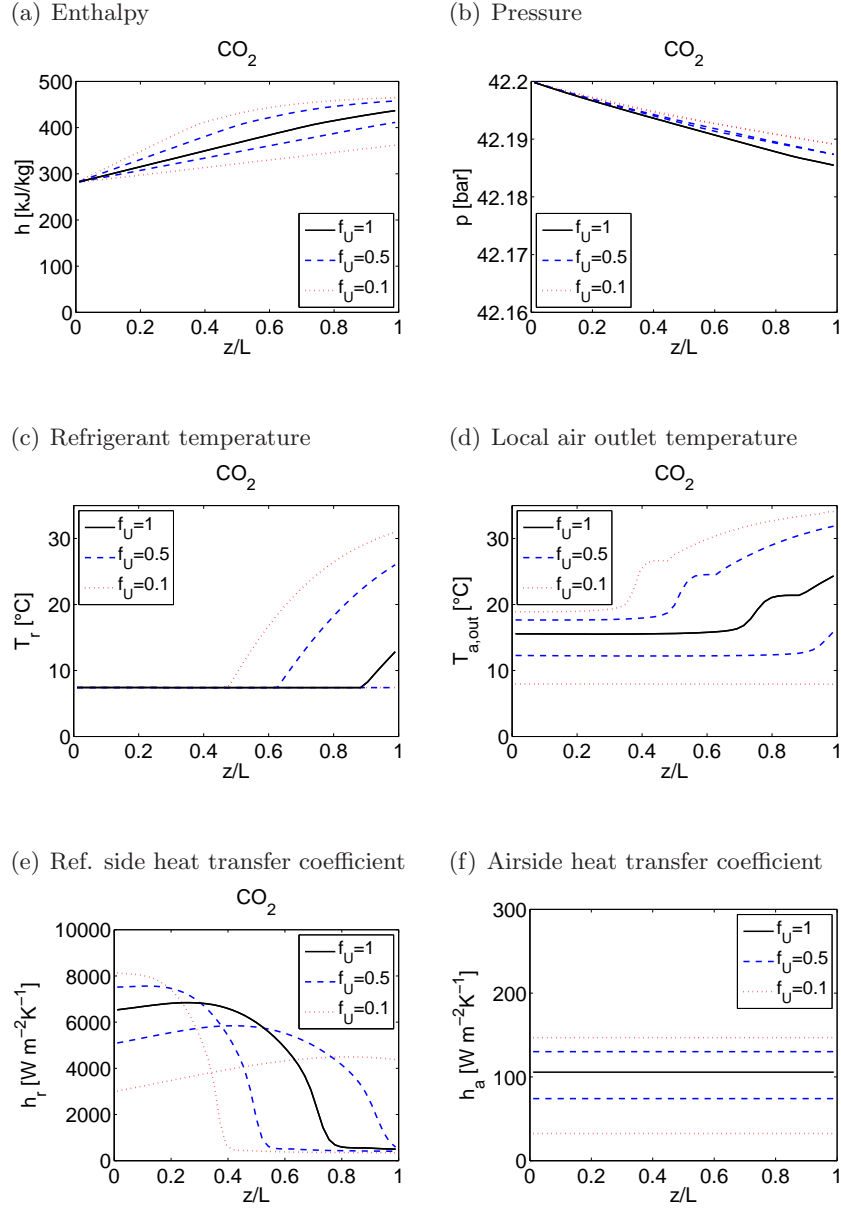 (a) Enthalpy
CO2
500
400
300
200
100
0
h [kJ/kg]
f_U=1
f_U=0.5
f_U=0.1
0 0.2 0.4 0.6 0.8 1
z/L
(b) Pressure
CO2
42.2
42.19
42.18
42.17
42.16
p [bar]
f_U=1
f_U=0.5
f_U=0.1
0 0.2 0.4 0.6 0.8 1
z/L
(c) Refrigerant temperature
CO2
30
20
10
0
T_r [°C]
f_U=1
f_U=0.5
f_U=0.1
0 0.2 0.4 0.6 0.8 1
z/L
(d) Local air outlet temperature
CO2
30
20
10
0
T_a,out [°C]
f_U=1
f_U=0.5
f_U=0.1
0 0.2 0.4 0.6 0.8 1
z/L
(e) Ref. side heat transfer coefficient
CO2
10000
8000
6000
4000
2000
0
h_r [W m−2K−1]
f_U=1
f_U=0.5
f_U=0.1
0 0.2 0.4 0.6 0.8 1
z/L
(f) Airside heat transfer coefficient
300
200
100
0
h_a [W m−2K−1]
f_U=1
f_U=0.5
f_U=0.1
0 0.2 0.4 0.6 0.8 1
z/L